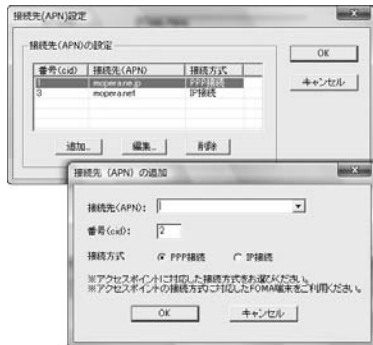 接続先(APN)設定
接続先(APN)の設定
番号(cid) 接続先(APN) 接続方式
1 mopera.ne.jp PPP接続
3 mopera.net IP接続
追加... 編集... 削除
OK
キャンセル
接続先 (APN) の追加
接続先(APN):
番号(cid): 2
接続方式 PPP接続 IP接続
※アクセスポイントに対応した接続方式をお選びください。
※アクセスポイントの接続方式に対応したFOMA端末をご利用ください。
OK キャンセル